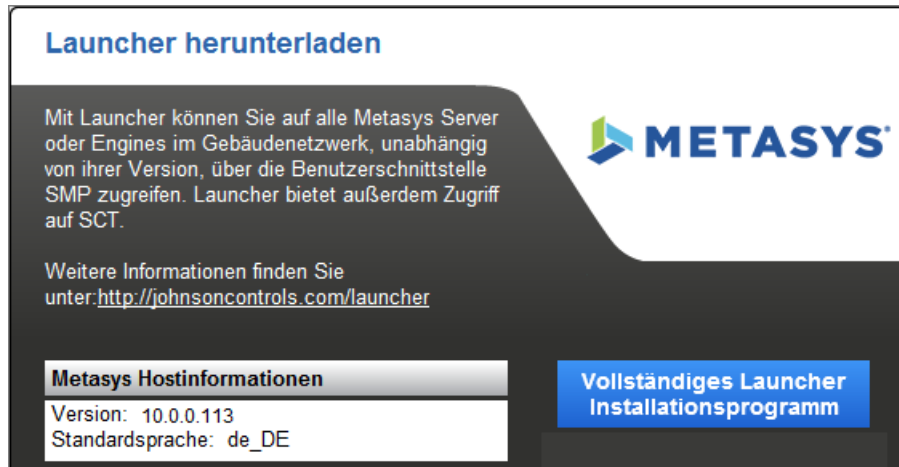 Launcher herunterladen
Mit Launcher können Sie auf alle Metasys Server
oder Engines im Gebäudenetzwerk, unabhängig
von ihrer Version, über die Benutzerschnittstelle
SMP zugreifen. Launcher bietet außerdem Zugriff
auf SCT.
METASYS
Weitere Informationen finden Sie
unter:http://johnsoncontrols.com/launcher
Metasys Hostinformationen
Version: 10.0.0.113
Standardsprache: de_DE
Vollständiges Launcher
Installationsprogramm